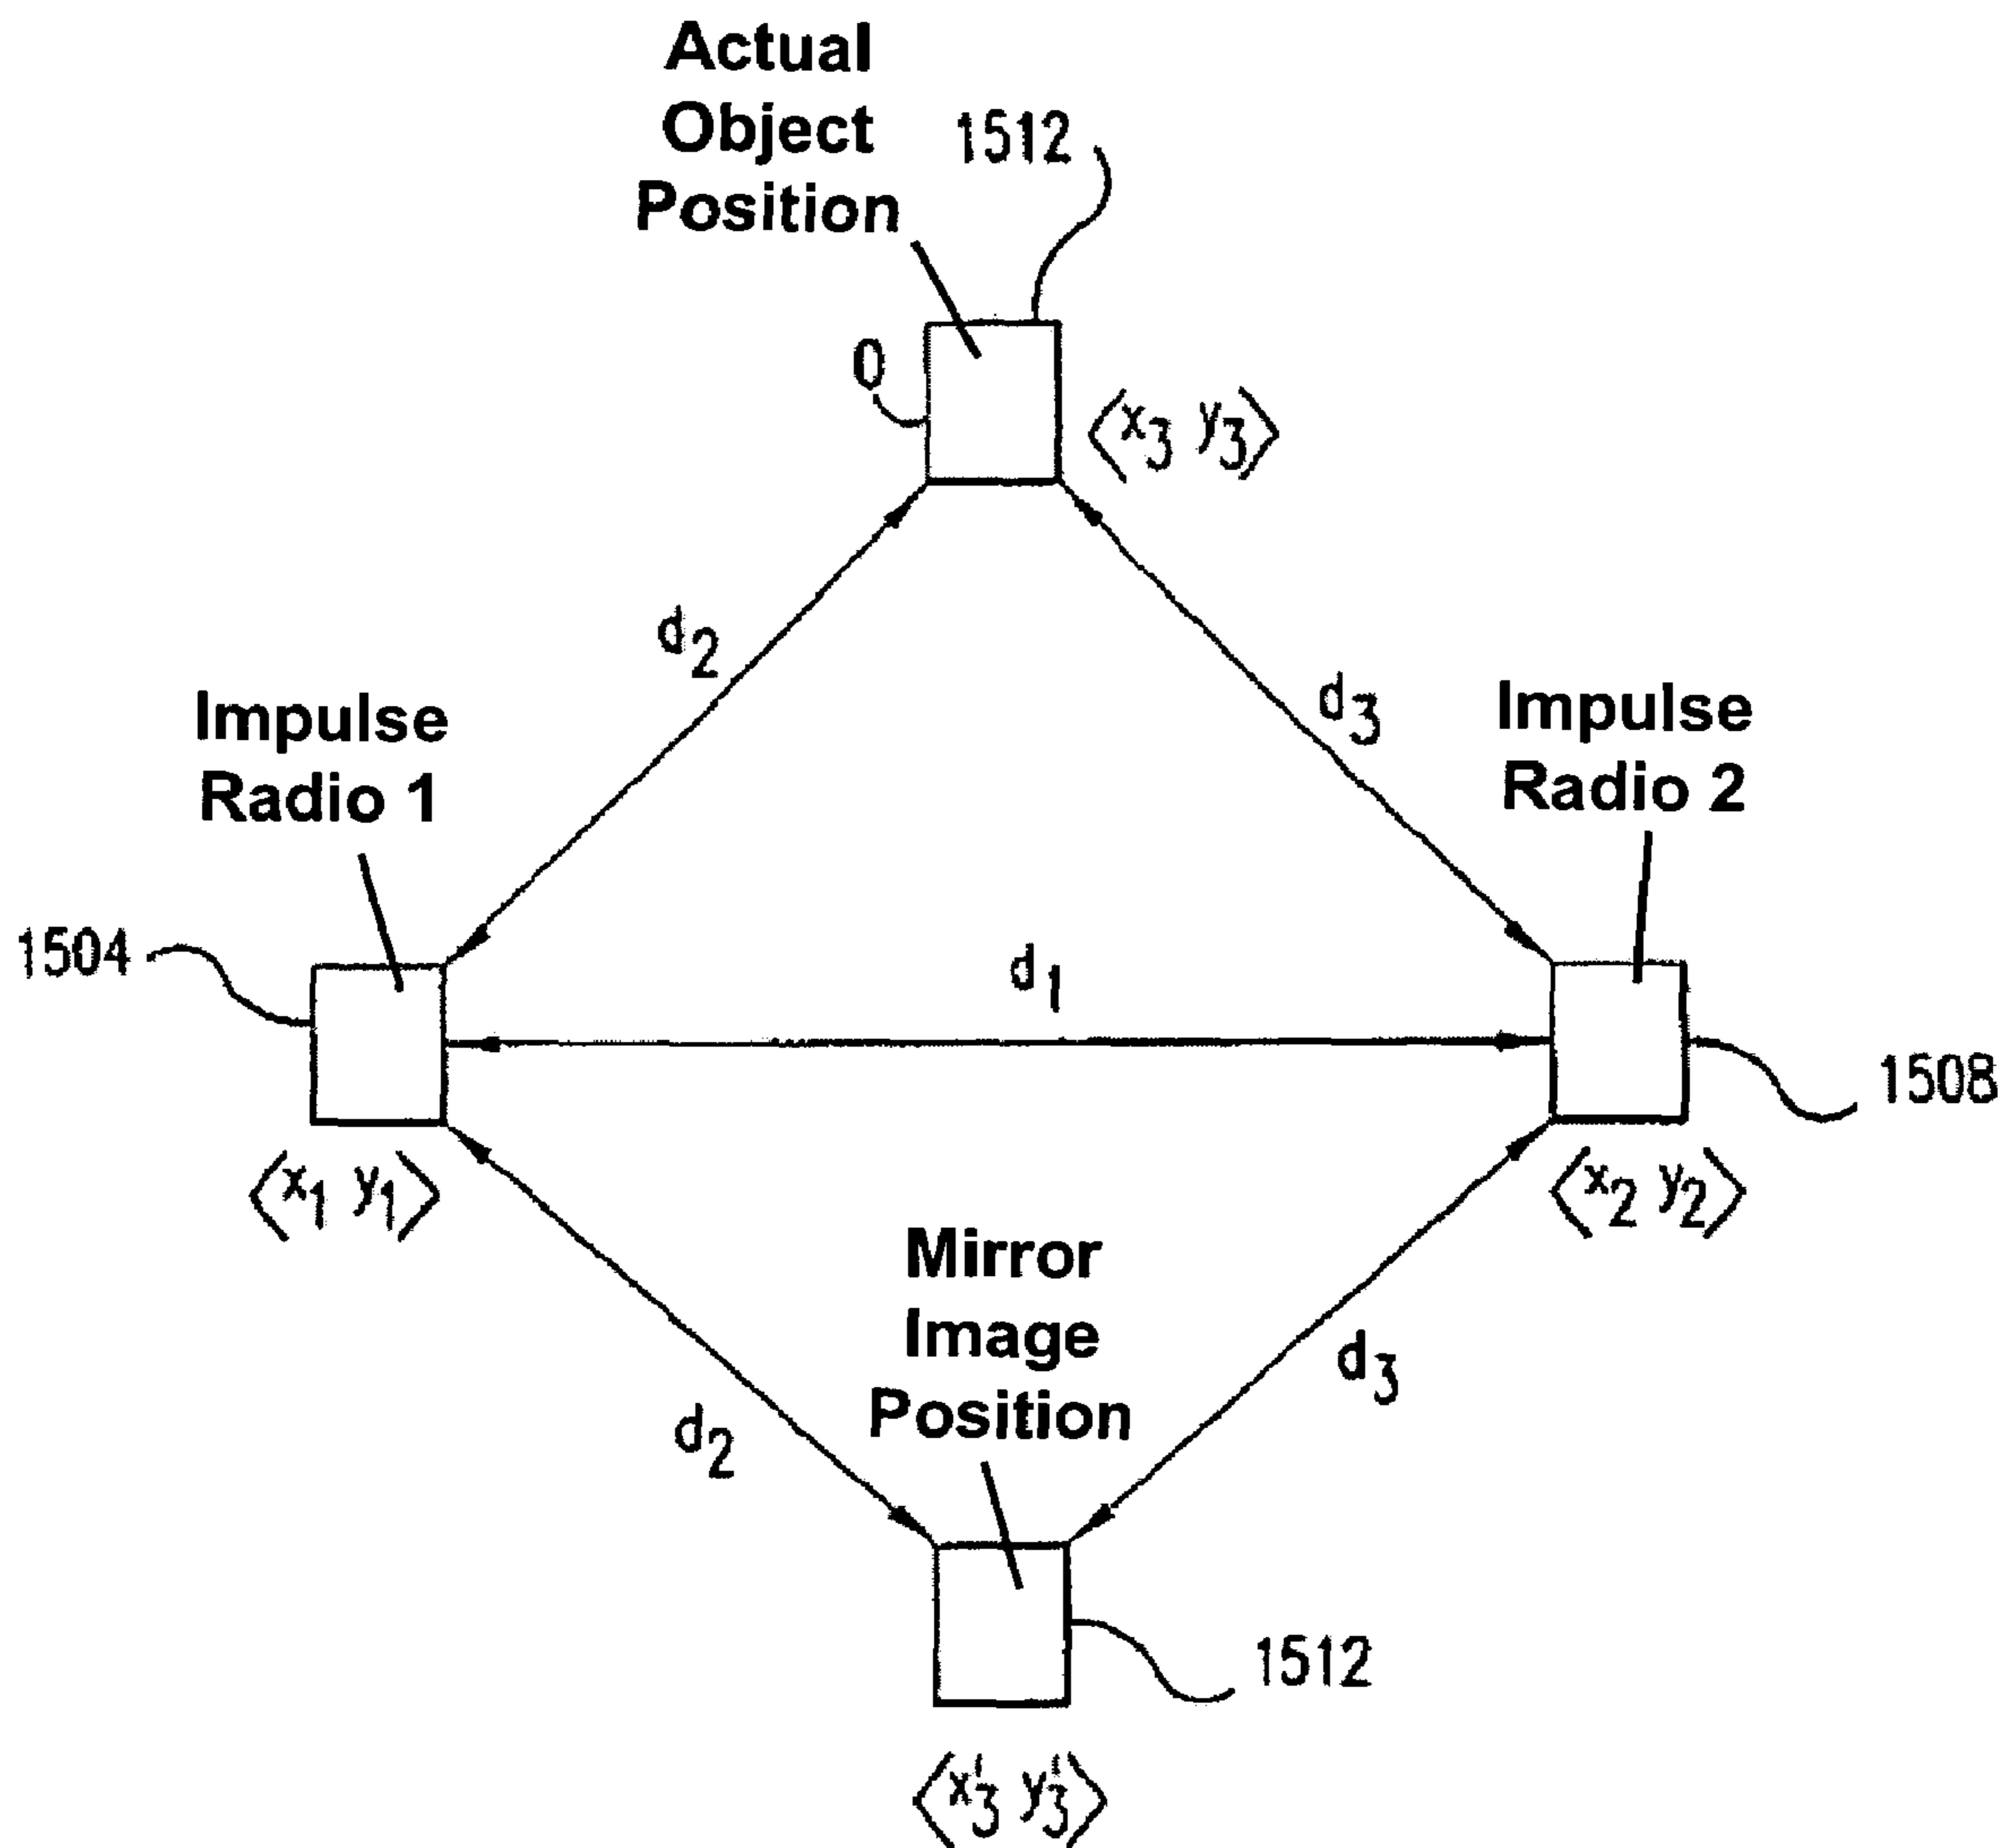 Actual
Object
Position
1512
0
⟨x3 y3⟩
d2
d3
Impulse
Radio 1
Impulse
Radio 2
1504
d1
1508
⟨x1 y1⟩
⟨x2 y2⟩
Mirror
Image
Position
d2
d3
1512
⟨x'3 y'3⟩